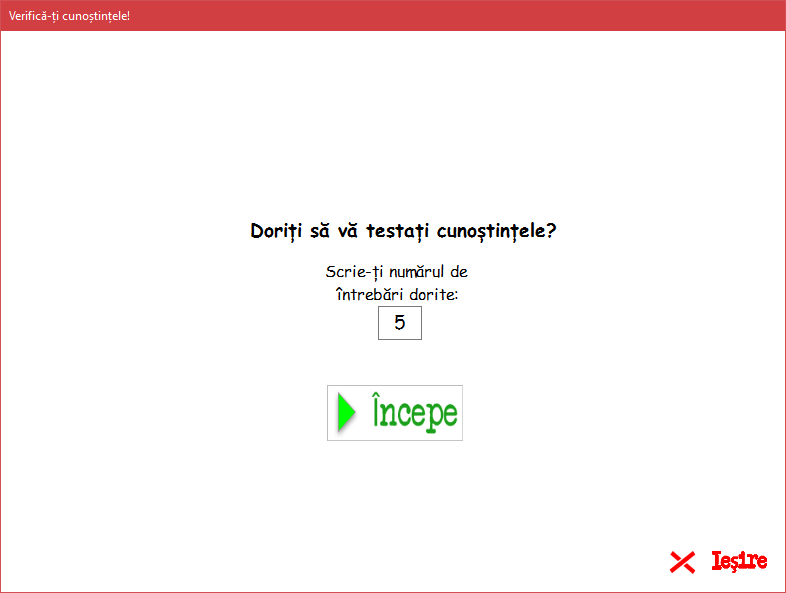 Verifică-ți cunoștințele!
Doriți să vă testați cunoștințele?
Scrie-ți numărul de
întrebări dorite:
5
Începe
Ieşire